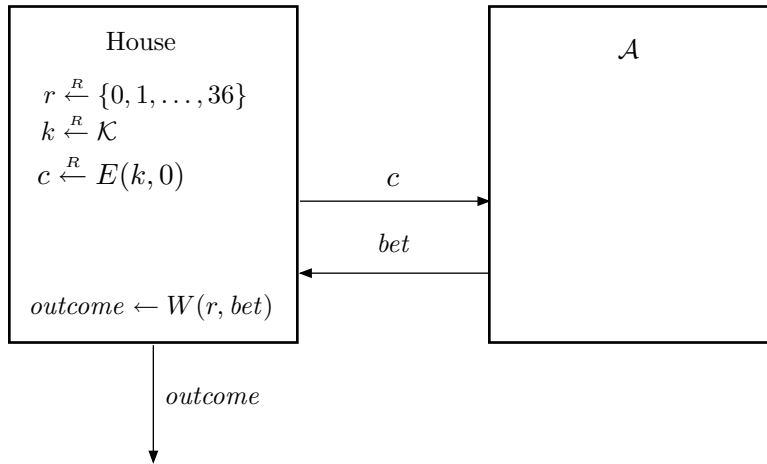 House
𝒜
r ←ᴿ {0, 1, . . . , 36}
k ←ᴿ 𝒦
c ←ᴿ E(k, 0)
c
bet
outcome ← W(r, bet)
outcome